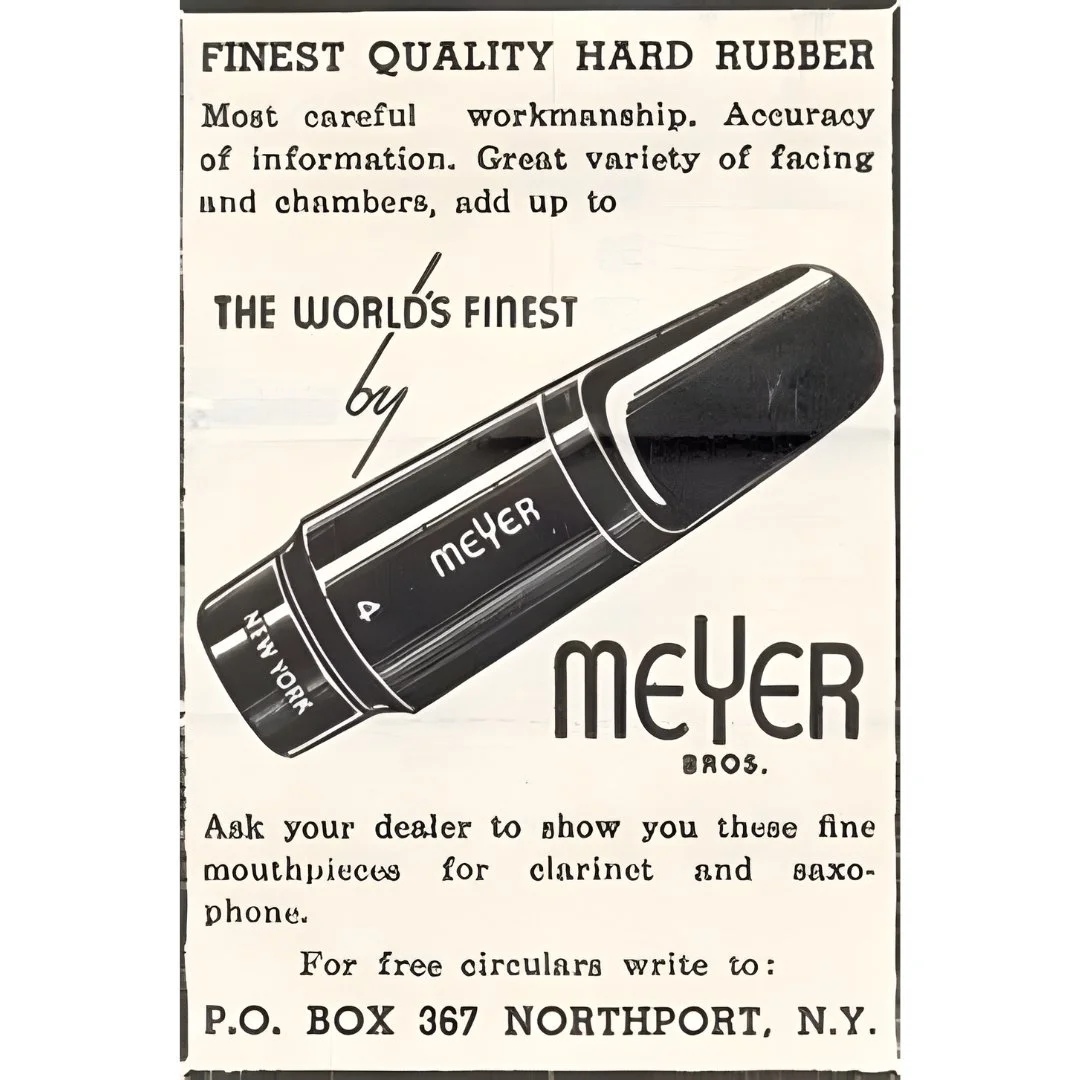 FINEST QUALITY HARD RUBBER
Most careful workmanship. Accuracy
of information. Great variety of facing
and chambers, add up to
THE WORLD'S FINEST
by
MEYER
4
NEW YORK
MEYER
BROS.
Ask your dealer to show you these fine
mouthpieces for clarinet and saxo-
phone.
For free circulars write to:
P.O. BOX 367 NORTHPORT, N.Y.